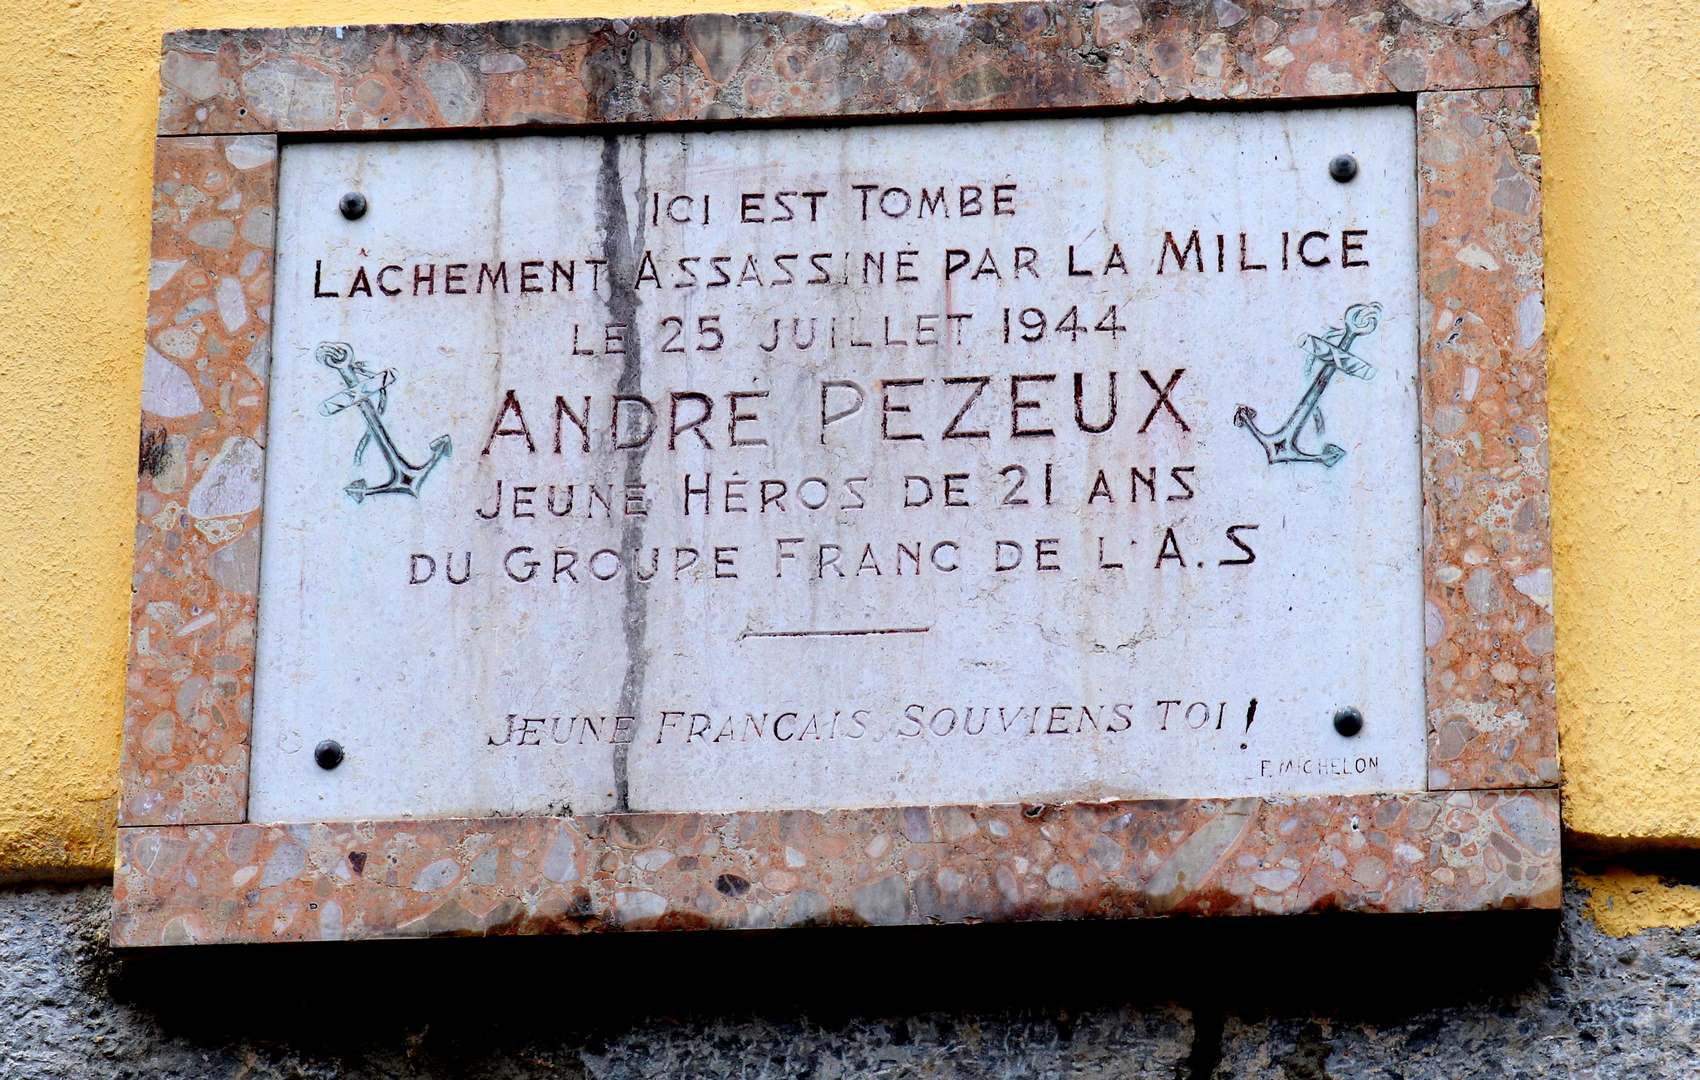 ICI EST TOMBÉ
LÂCHEMENT ASSASSINÉ PAR LA MILICE
LE 25 JUILLET 1944
ANDRÉ PEZEUX
JEUNE HÉROS DE 21 ANS
DU GROUPE FRANC DE L'A.S
JEUNE FRANCAIS, SOUVIENS TOI !
F. MICHELON